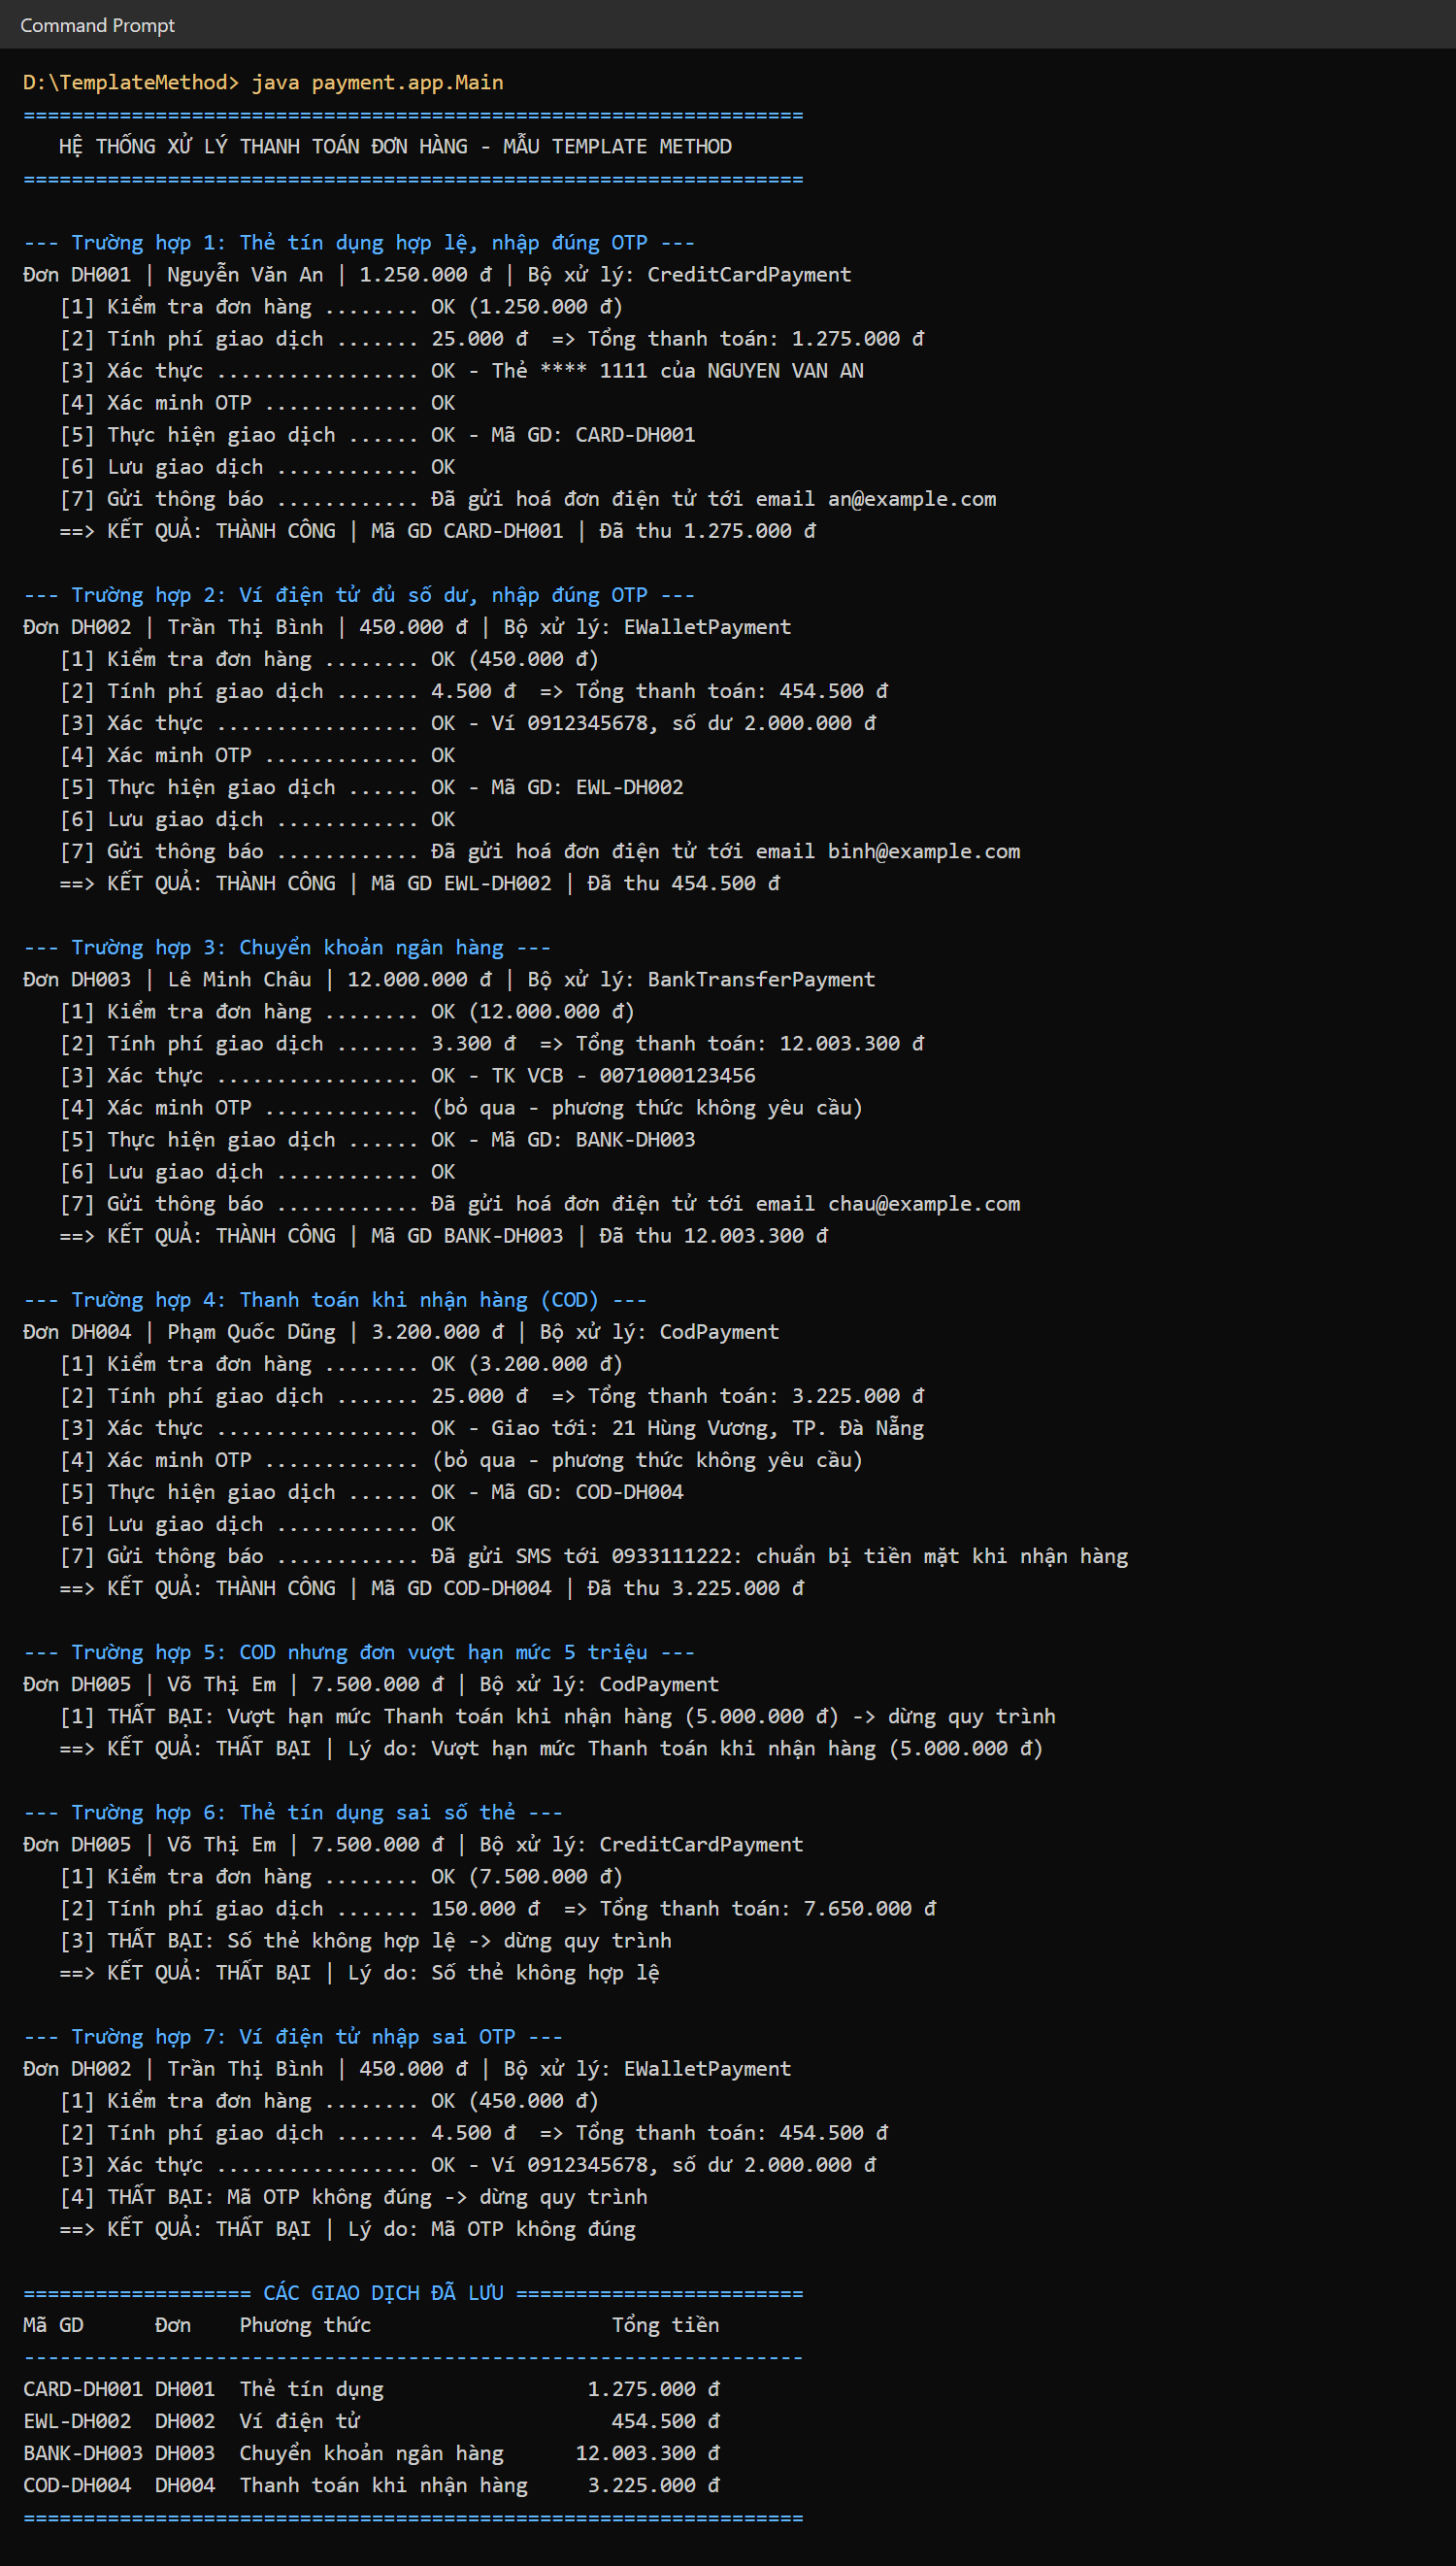 Command Prompt
D:\TemplateMethod> java payment.app.Main
=================================================================
   HỆ THỐNG XỬ LÝ THANH TOÁN ĐƠN HÀNG - MẪU TEMPLATE METHOD
=================================================================
--- Trường hợp 1: Thẻ tín dụng hợp lệ, nhập đúng OTP ---
Đơn DH001 | Nguyễn Văn An | 1.250.000 đ | Bộ xử lý: CreditCardPayment
   [1] Kiểm tra đơn hàng ........ OK (1.250.000 đ)
   [2] Tính phí giao dịch ....... 25.000 đ  => Tổng thanh toán: 1.275.000 đ
   [3] Xác thực ................. OK - Thẻ **** 1111 của NGUYEN VAN AN
   [4] Xác minh OTP ............. OK
   [5] Thực hiện giao dịch ...... OK - Mã GD: CARD-DH001
   [6] Lưu giao dịch ............ OK
   [7] Gửi thông báo ............ Đã gửi hoá đơn điện tử tới email an@example.com
   ==> KẾT QUẢ: THÀNH CÔNG | Mã GD CARD-DH001 | Đã thu 1.275.000 đ
--- Trường hợp 2: Ví điện tử đủ số dư, nhập đúng OTP ---
Đơn DH002 | Trần Thị Bình | 450.000 đ | Bộ xử lý: EWalletPayment
   [1] Kiểm tra đơn hàng ........ OK (450.000 đ)
   [2] Tính phí giao dịch ....... 4.500 đ  => Tổng thanh toán: 454.500 đ
   [3] Xác thực ................. OK - Ví 0912345678, số dư 2.000.000 đ
   [4] Xác minh OTP ............. OK
   [5] Thực hiện giao dịch ...... OK - Mã GD: EWL-DH002
   [6] Lưu giao dịch ............ OK
   [7] Gửi thông báo ............ Đã gửi hoá đơn điện tử tới email binh@example.com
   ==> KẾT QUẢ: THÀNH CÔNG | Mã GD EWL-DH002 | Đã thu 454.500 đ
--- Trường hợp 3: Chuyển khoản ngân hàng ---
Đơn DH003 | Lê Minh Châu | 12.000.000 đ | Bộ xử lý: BankTransferPayment
   [1] Kiểm tra đơn hàng ........ OK (12.000.000 đ)
   [2] Tính phí giao dịch ....... 3.300 đ  => Tổng thanh toán: 12.003.300 đ
   [3] Xác thực ................. OK - TK VCB - 0071000123456
   [4] Xác minh OTP ............. (bỏ qua - phương thức không yêu cầu)
   [5] Thực hiện giao dịch ...... OK - Mã GD: BANK-DH003
   [6] Lưu giao dịch ............ OK
   [7] Gửi thông báo ............ Đã gửi hoá đơn điện tử tới email chau@example.com
   ==> KẾT QUẢ: THÀNH CÔNG | Mã GD BANK-DH003 | Đã thu 12.003.300 đ
--- Trường hợp 4: Thanh toán khi nhận hàng (COD) ---
Đơn DH004 | Phạm Quốc Dũng | 3.200.000 đ | Bộ xử lý: CodPayment
   [1] Kiểm tra đơn hàng ........ OK (3.200.000 đ)
   [2] Tính phí giao dịch ....... 25.000 đ  => Tổng thanh toán: 3.225.000 đ
   [3] Xác thực ................. OK - Giao tới: 21 Hùng Vương, TP. Đà Nẵng
   [4] Xác minh OTP ............. (bỏ qua - phương thức không yêu cầu)
   [5] Thực hiện giao dịch ...... OK - Mã GD: COD-DH004
   [6] Lưu giao dịch ............ OK
   [7] Gửi thông báo ............ Đã gửi SMS tới 0933111222: chuẩn bị tiền mặt khi nhận hàng
   ==> KẾT QUẢ: THÀNH CÔNG | Mã GD COD-DH004 | Đã thu 3.225.000 đ
--- Trường hợp 5: COD nhưng đơn vượt hạn mức 5 triệu ---
Đơn DH005 | Võ Thị Em | 7.500.000 đ | Bộ xử lý: CodPayment
   [1] THẤT BẠI: Vượt hạn mức Thanh toán khi nhận hàng (5.000.000 đ) -> dừng quy trình
   ==> KẾT QUẢ: THẤT BẠI | Lý do: Vượt hạn mức Thanh toán khi nhận hàng (5.000.000 đ)
--- Trường hợp 6: Thẻ tín dụng sai số thẻ ---
Đơn DH005 | Võ Thị Em | 7.500.000 đ | Bộ xử lý: CreditCardPayment
   [1] Kiểm tra đơn hàng ........ OK (7.500.000 đ)
   [2] Tính phí giao dịch ....... 150.000 đ  => Tổng thanh toán: 7.650.000 đ
   [3] THẤT BẠI: Số thẻ không hợp lệ -> dừng quy trình
   ==> KẾT QUẢ: THẤT BẠI | Lý do: Số thẻ không hợp lệ
--- Trường hợp 7: Ví điện tử nhập sai OTP ---
Đơn DH002 | Trần Thị Bình | 450.000 đ | Bộ xử lý: EWalletPayment
   [1] Kiểm tra đơn hàng ........ OK (450.000 đ)
   [2] Tính phí giao dịch ....... 4.500 đ  => Tổng thanh toán: 454.500 đ
   [3] Xác thực ................. OK - Ví 0912345678, số dư 2.000.000 đ
   [4] THẤT BẠI: Mã OTP không đúng -> dừng quy trình
   ==> KẾT QUẢ: THẤT BẠI | Lý do: Mã OTP không đúng
=================== CÁC GIAO DỊCH ĐÃ LƯU ========================
Mã GD      Đơn    Phương thức                    Tổng tiền
-----------------------------------------------------------------
CARD-DH001 DH001  Thẻ tín dụng                 1.275.000 đ
EWL-DH002  DH002  Ví điện tử                     454.500 đ
BANK-DH003 DH003  Chuyển khoản ngân hàng      12.003.300 đ
COD-DH004  DH004  Thanh toán khi nhận hàng     3.225.000 đ
=================================================================